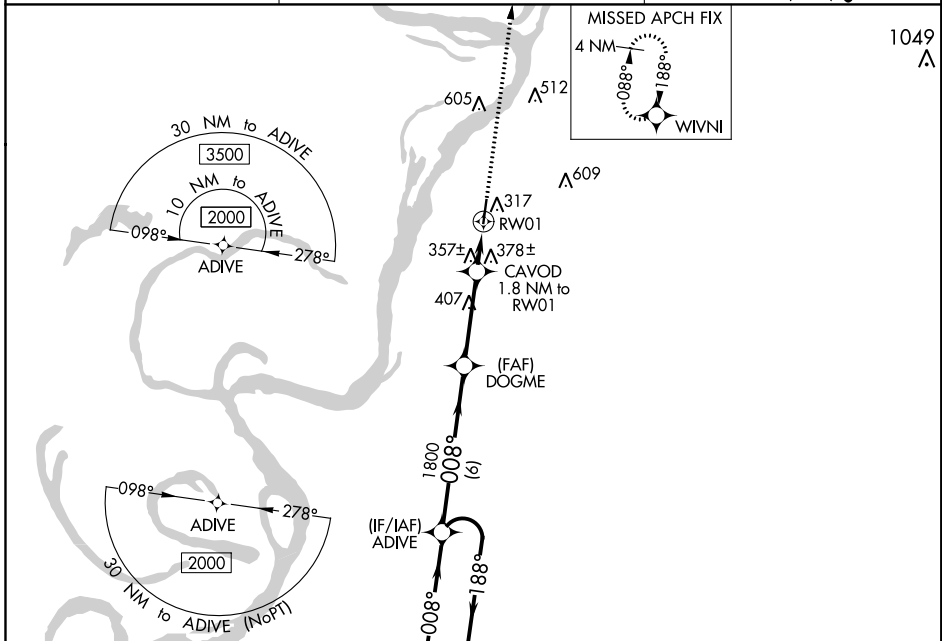 MISSED APCH FIX
4 NM
088°
188°
WIVNI
1049
605
512
609
317
RW01
357±
378±
CAVOD
1.8 NM to
RW01
407
(FAF)
DOGME
1800
008°
(6)
(IF/IAF)
ADIVE
188°
008°
30 NM to ADIVE
3500
10 NM to ADIVE
2000
098°
278°
ADIVE
098°
278°
ADIVE
2000
30 NM to ADIVE (NoPT)